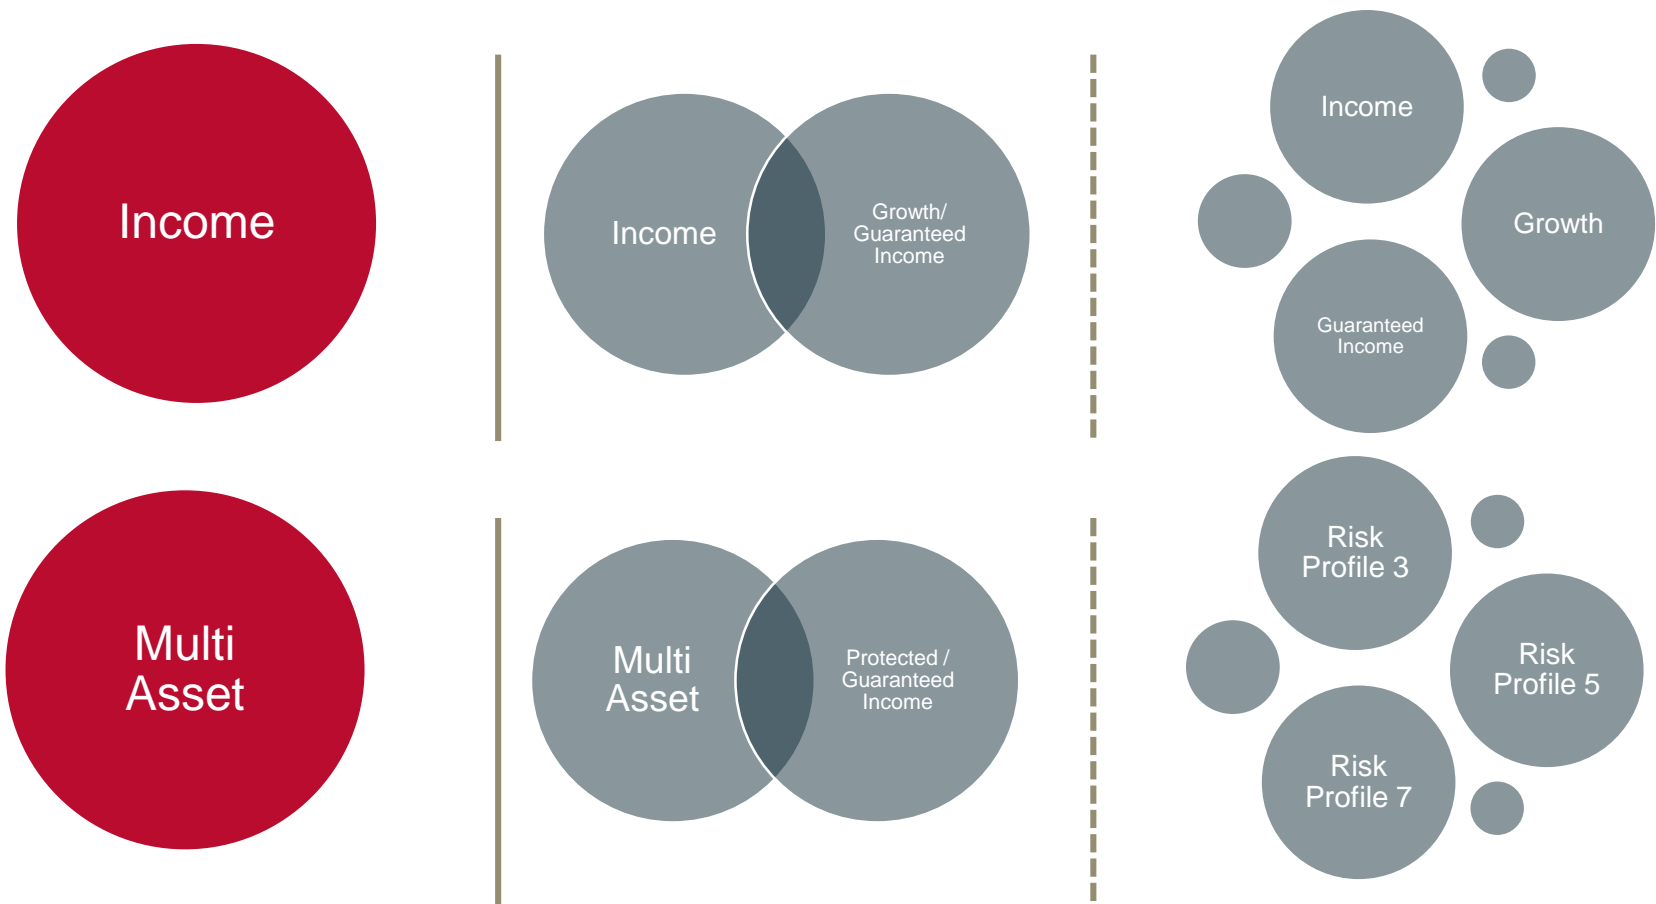 Income
Income
Growth/
Guaranteed
Income
Income
Growth
Guaranteed
Income
Multi
Asset
Multi
Asset
Protected /
Guaranteed
Income
Risk
Profile 3
Risk
Profile 5
Risk
Profile 7